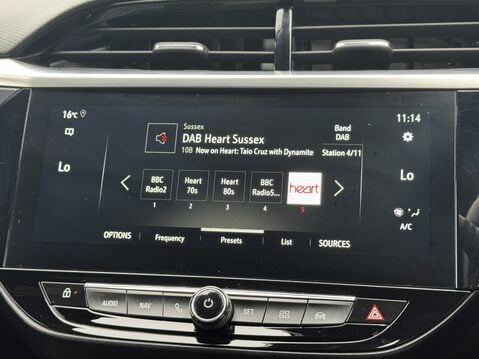 16℃
11:14
Sussex
DAB Heart Sussex
10B Now on Heart: Taio Cruz with Dynamite
Band
DAB
Station 4/11
Lo
Lo
BBC
Radio2
Heart
70s
Heart
80s
BBC
Radio5...
heart
1
2
3
4
5
A/C
OPTIONS
Frequency
Presets
List
SOURCES
AUDIO
NAV
SET